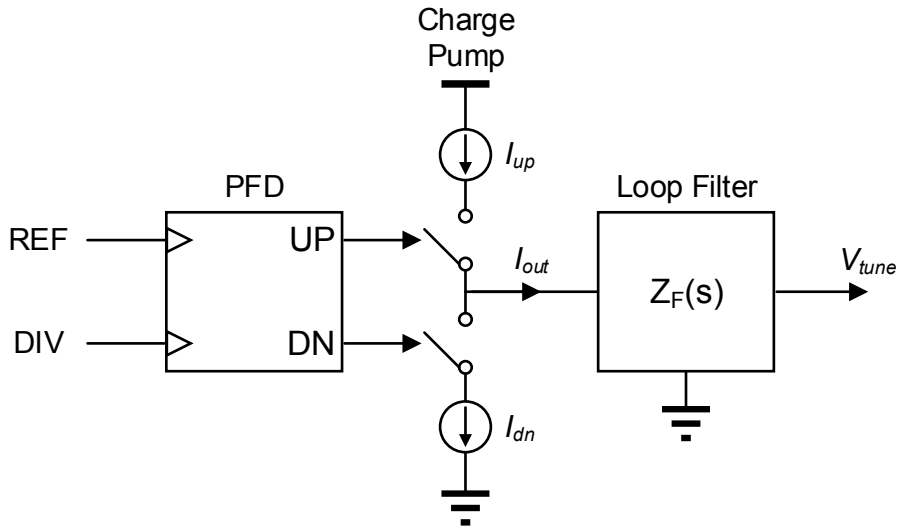 Charge
Pump
I_up
PFD
Loop Filter
REF
UP
I_out
V_tune
Z_F(s)
DIV
DN
I_dn